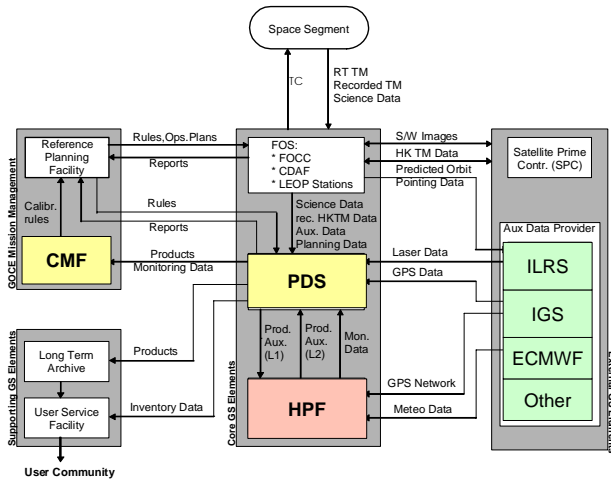 Space Segment
TC
RT TM
Recorded TM
Science Data
GOCE Mission Management
Reference
Planning
Facility
Rules,Ops.Plans
Reports
Calibr.
rules
CMF
Rules
Reports
Products
Monitoring Data
FOS:
* FOCC
* CDAF
* LEOP Stations
S/W Images
HK TM Data
Predicted Orbit
Pointing Data
Satellite Prime
Contr. (SPC)
Science Data
rec. HKTM Data
Aux. Data
Planning Data
PDS
Laser Data
GPS Data
Aux Data Provider
ILRS
IGS
ECMWF
Other
Prod.
Aux.
(L1)
Prod.
Aux.
(L2)
Mon.
Data
HPF
GPS Network
Meteo Data
Core GS Elements
Supporting GS Elements
Long Term
Archive
Products
User Service
Facility
Inventory Data
User Community